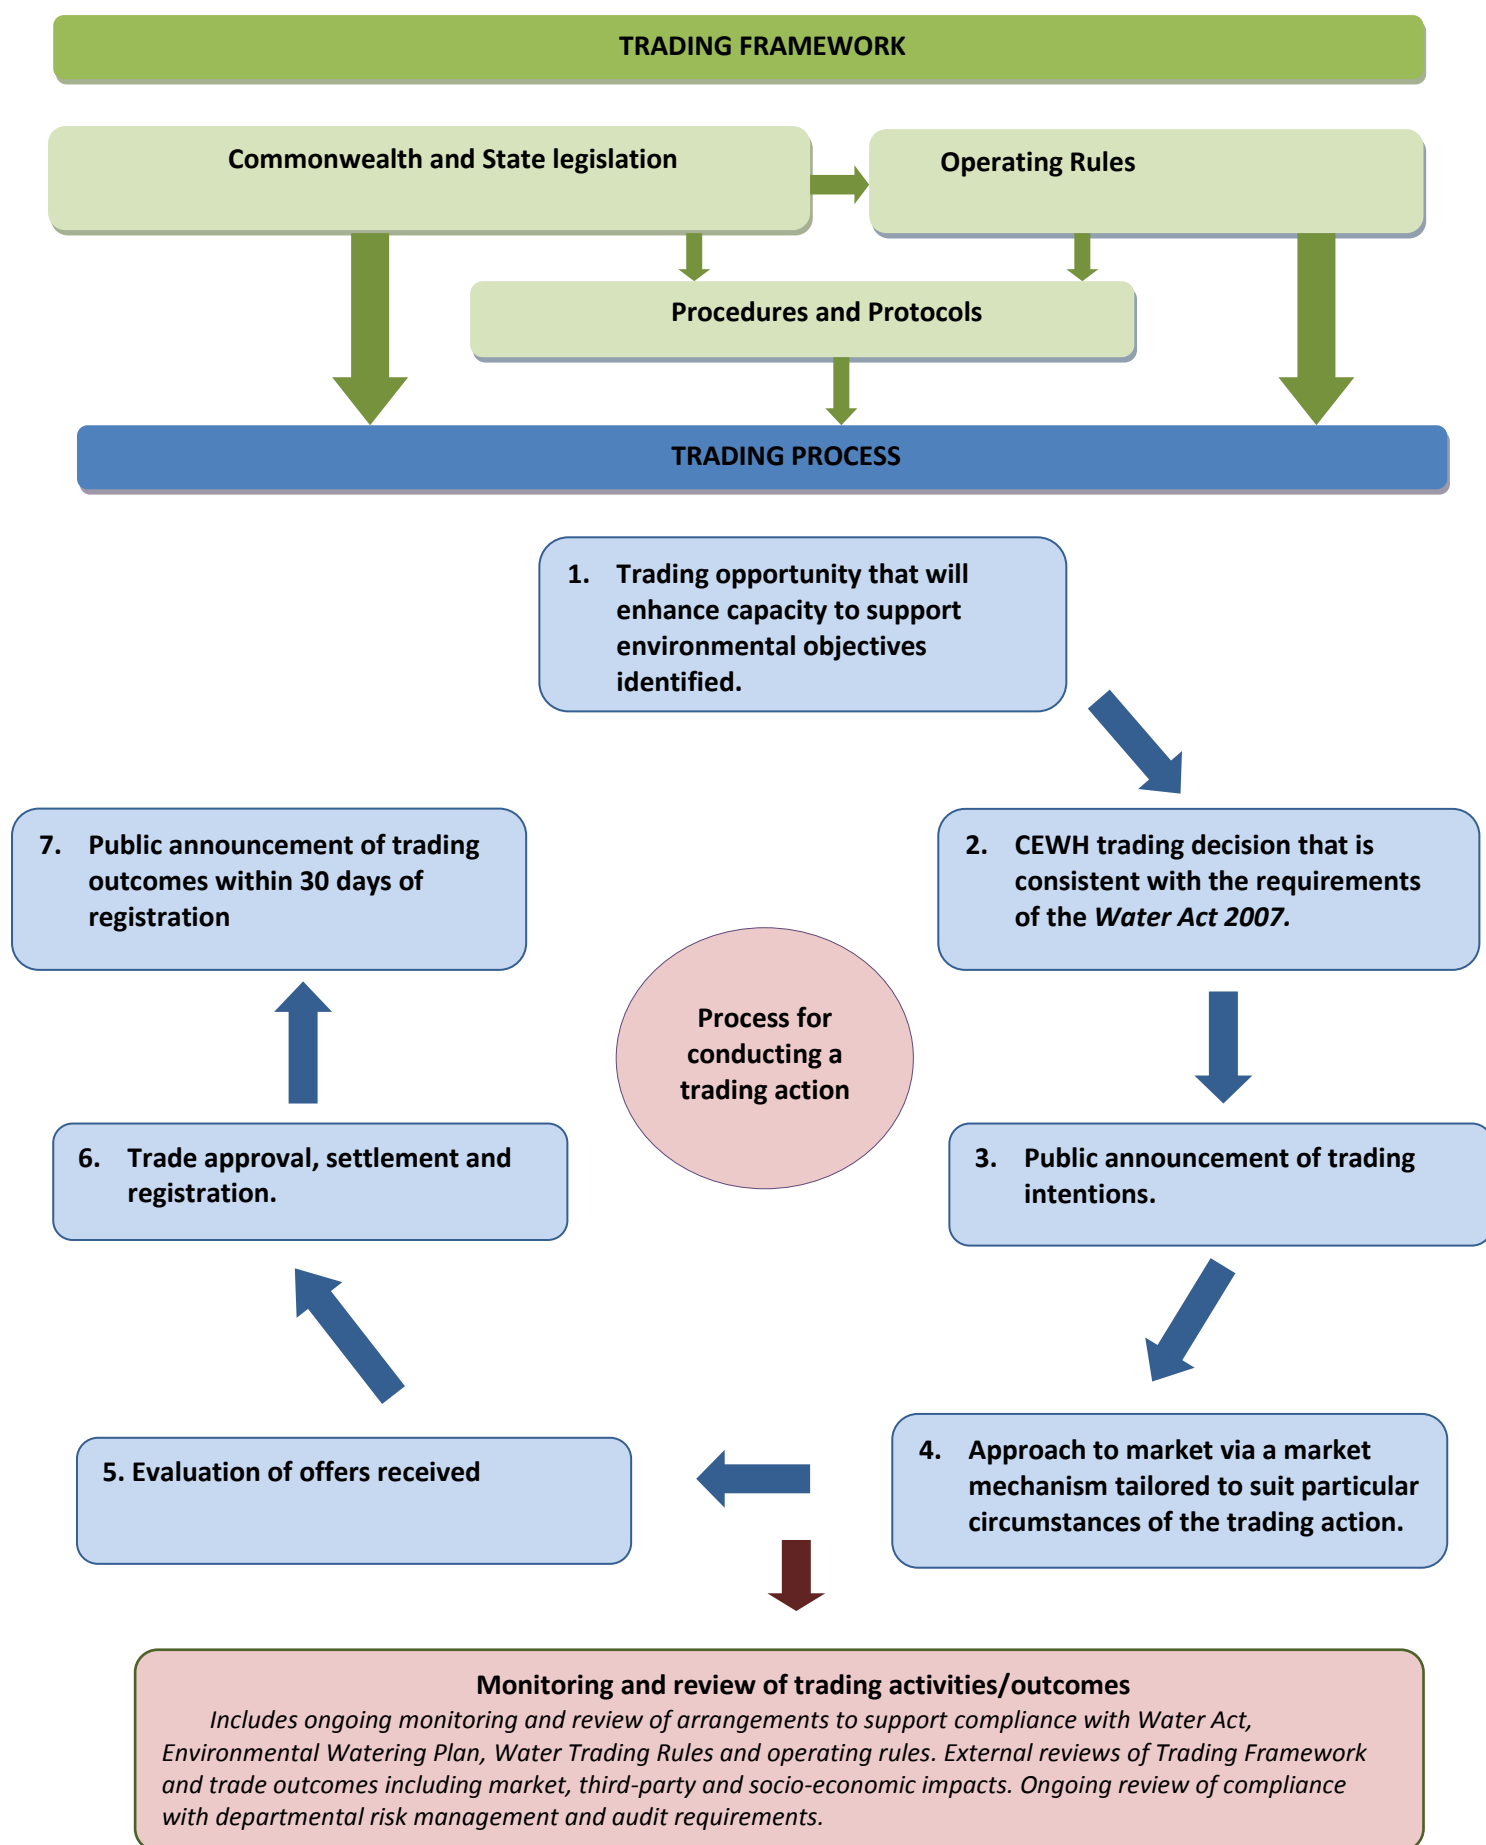 TRADING FRAMEWORK
Commonwealth and State legislation
Operating Rules
Procedures and Protocols
TRADING PROCESS
1. Trading opportunity that will
enhance capacity to support
environmental objectives
identified.
2. CEWH trading decision that is
consistent with the requirements
of the Water Act 2007.
3. Public announcement of trading
intentions.
4. Approach to market via a market
mechanism tailored to suit particular
circumstances of the trading action.
5. Evaluation of offers received
6. Trade approval, settlement and
registration.
7. Public announcement of trading
outcomes within 30 days of
registration
Process for
conducting a
trading action
Monitoring and review of trading activities/outcomes
Includes ongoing monitoring and review of arrangements to support compliance with Water Act,
Environmental Watering Plan, Water Trading Rules and operating rules. External reviews of Trading Framework
and trade outcomes including market, third-party and socio-economic impacts. Ongoing review of compliance
with departmental risk management and audit requirements.